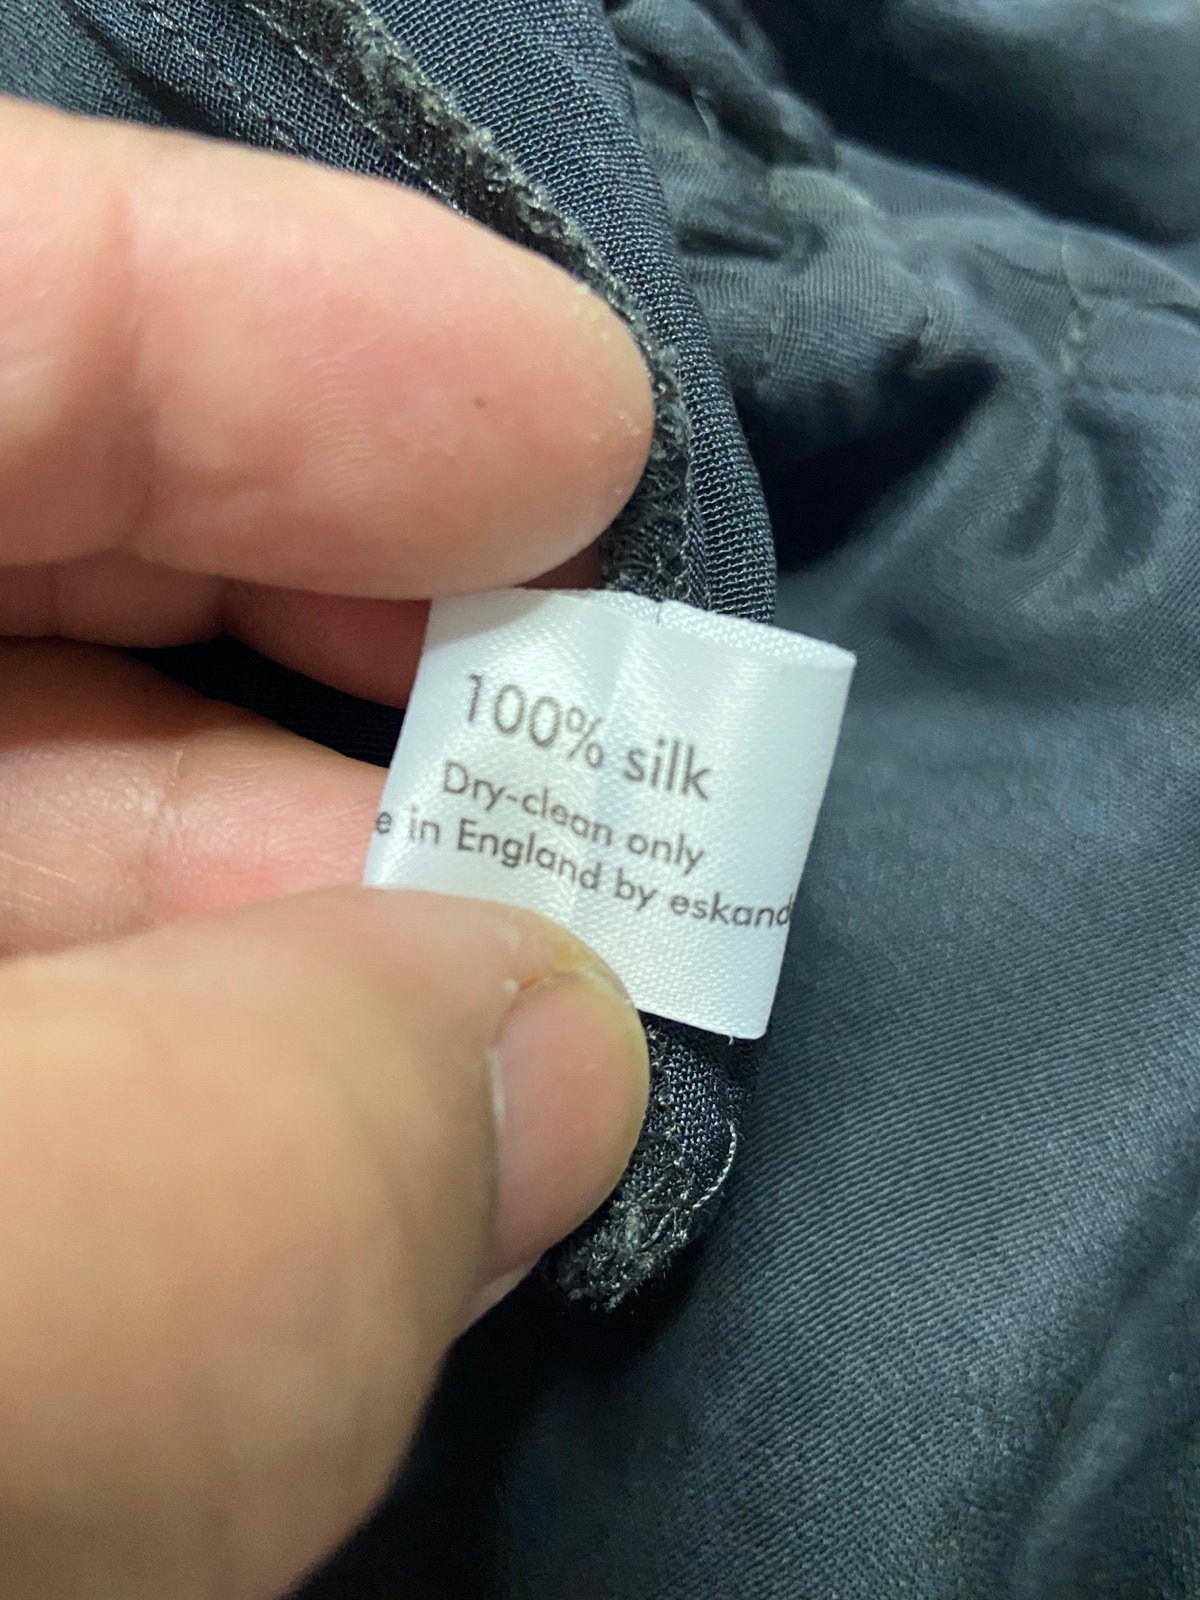 100% silk
Dry-clean only
e in England by eskand